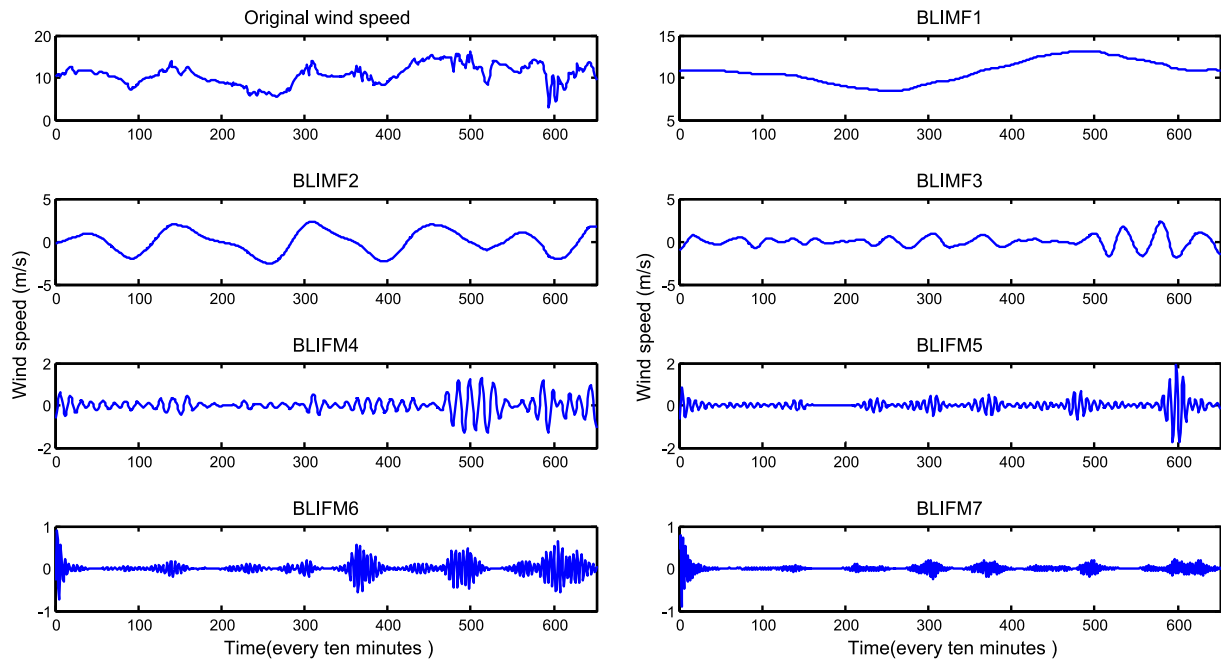 Original wind speed
20
10
0
0 100 200 300 400 500 600
BLIMF1
15
10
5
0 100 200 300 400 500 600
BLIMF2
5
0
-5
0 100 200 300 400 500 600
BLIMF3
5
0
-5
0 100 200 300 400 500 600
Wind speed (m/s)
Wind speed (m/s)
BLIFM4
2
0
-2
0 100 200 300 400 500 600
BLIFM5
2
0
-2
0 100 200 300 400 500 600
BLIFM6
1
0
-1
0 100 200 300 400 500 600
Time(every ten minutes )
BLIFM7
1
0
-1
0 100 200 300 400 500 600
Time(every ten minutes )